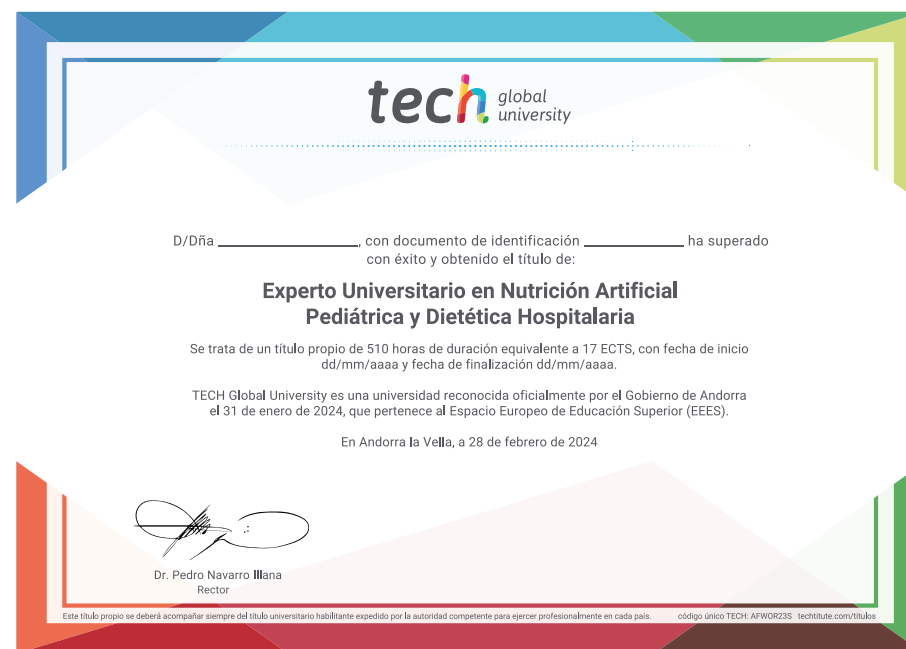 tech global university
D/Dña ____________________, con documento de identificación ______________ ha superado
con éxito y obtenido el título de:
Experto Universitario en Nutrición Artificial
Pediátrica y Dietética Hospitalaria
Se trata de un título propio de 510 horas de duración equivalente a 17 ECTS, con fecha de inicio
dd/mm/aaaa y fecha de finalización dd/mm/aaaa.
TECH Global University es una universidad reconocida oficialmente por el Gobierno de Andorra
el 31 de enero de 2024, que pertenece al Espacio Europeo de Educación Superior (EEES).
En Andorra la Vella, a 28 de febrero de 2024
Dr. Pedro Navarro Illana
Rector
Este título propio se deberá acompañar siempre del título universitario habilitante expedido por la autoridad competente para ejercer profesionalmente en cada país. código único TECH: AFWOR23S techtitute.com/titulos